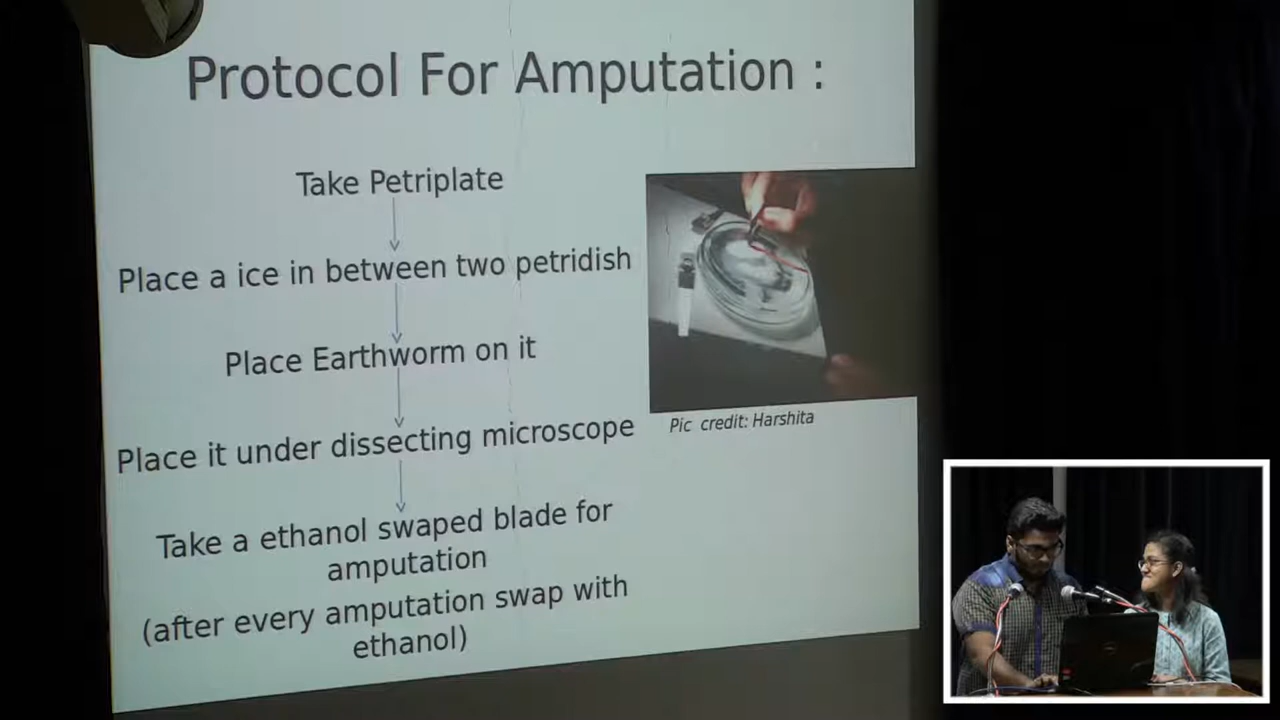 Protocol For Amputation :
Take Petriplate
Place a ice in between two petridish
Place Earthworm on it
Place it under dissecting microscope
Take a ethanol swaped blade for
amputation
(after every amputation swap with
ethanol)
Pic credit: Harshita